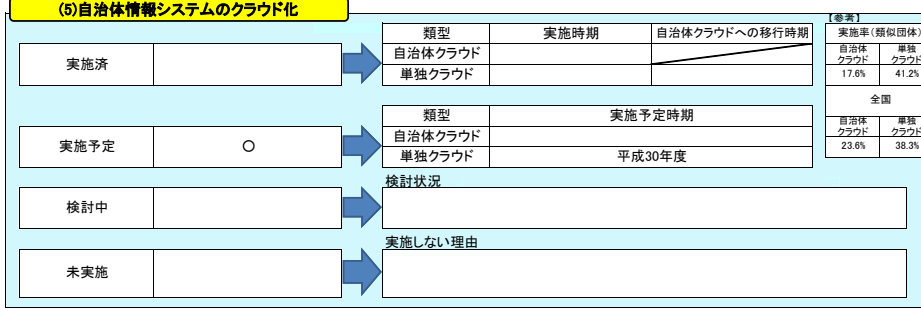 (5)自治体情報システムのクラウド化
【参考】
類型 実施時期 自治体クラウドへの移行時期
実施済
自治体クラウド
単独クラウド
実施率(類似団体)
自治体クラウド 単独クラウド
17.6% 41.2%
全国
自治体クラウド 単独クラウド
23.6% 38.3%
類型 実施予定時期
実施予定 ○
自治体クラウド
単独クラウド 平成30年度
検討状況
検討中
実施しない理由
未実施